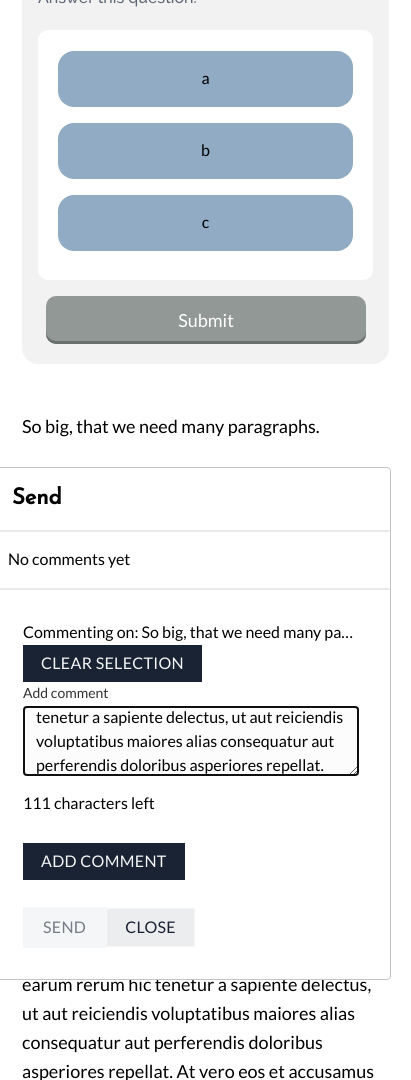 Answer this question.
a
b
c
Submit
So big, that we need many paragraphs.
Send
No comments yet
Commenting on: So big, that we need many pa...
CLEAR SELECTION
Add comment
tenetur a sapiente delectus, ut aut reiciendis
voluptatibus maiores alias consequatur aut
perferendis doloribus asperiores repellat.
111 characters left
ADD COMMENT
SEND
CLOSE
earum rerum hic tenetur a sapiente delectus,
ut aut reiciendis voluptatibus maiores alias
consequatur aut perferendis doloribus
asperiores repellat. At vero eos et accusamus